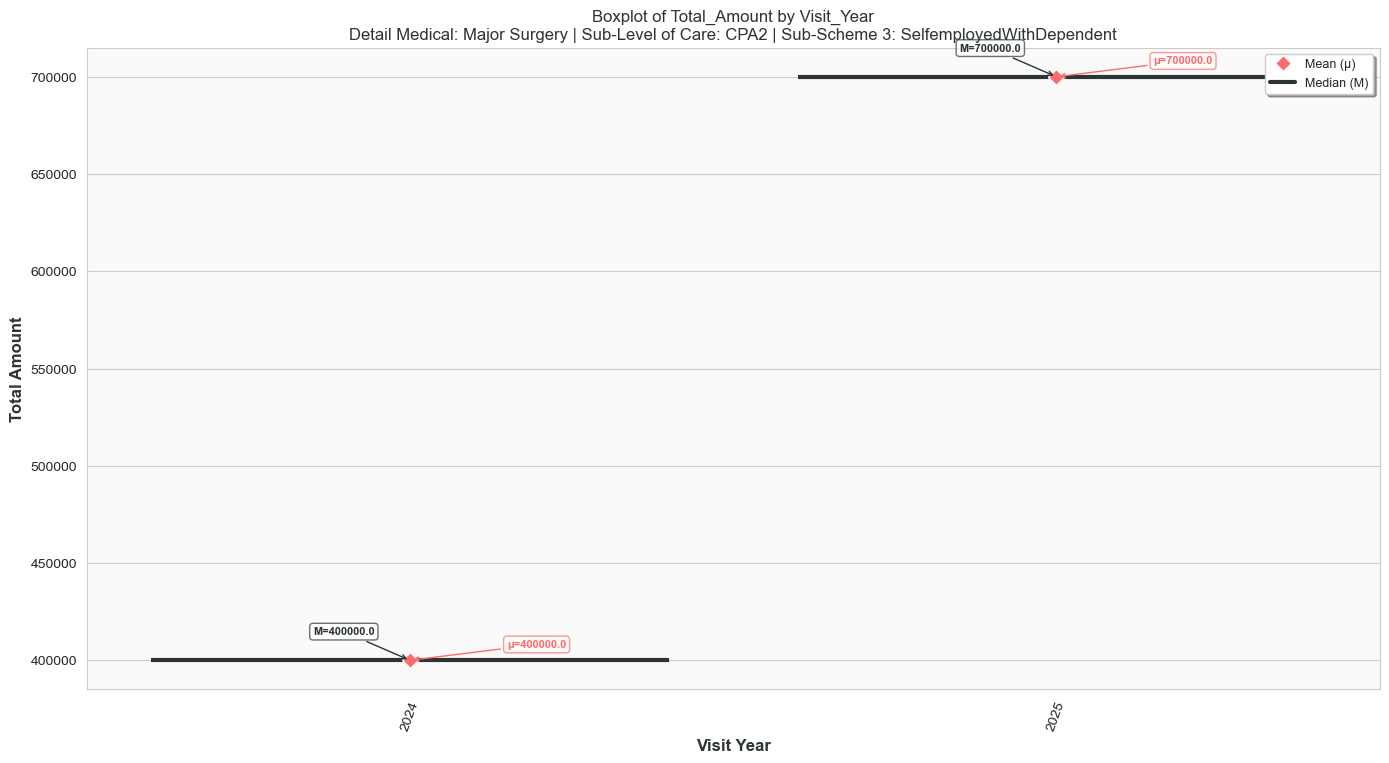 Boxplot of Total_Amount by Visit_Year
Detail Medical: Major Surgery | Sub-Level of Care: CPA2 | Sub-Scheme 3: SelfemployedWithDependent
M=700000.0
μ=700000.0
Mean (μ)
Median (M)
700000
650000
600000
550000
500000
450000
400000
Total Amount
M=400000.0
μ=400000.0
2024
2025
Visit Year